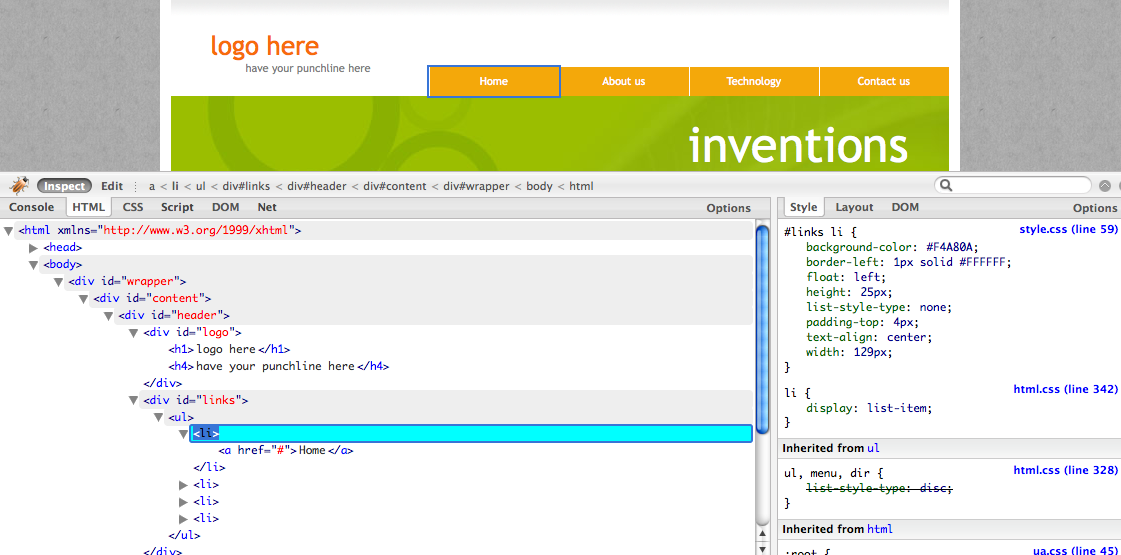 logo here
have your punchline here
Home About us Technology Contact us
inventions
Inspect Edit a < li < ul < div#links < div#header < div#content < div#wrapper < body < html
Console HTML CSS Script DOM Net Options
<html xmlns="http://www.w3.org/1999/xhtml">
<head>
<body>
<div id="wrapper">
<div id="content">
<div id="header">
<div id="logo">
<h1> logo here </h1>
<h4> have your punchline here </h4>
</div>
<div id="links">
<ul>
<li>
<a href="#"> Home </a>
</li>
<li>
<li>
<li>
</ul>
</div>
Style Layout DOM Options
#links li { style.css (line 59)
background-color: #F4A80A;
border-left: 1px solid #FFFFFF;
float: left;
height: 25px;
list-style-type: none;
padding-top: 4px;
text-align: center;
width: 129px;
}
li { html.css (line 342)
display: list-item;
}
Inherited from ul
ul, menu, dir { html.css (line 328)
list-style-type: disc;
}
Inherited from html
:root { ua.css (line 45)